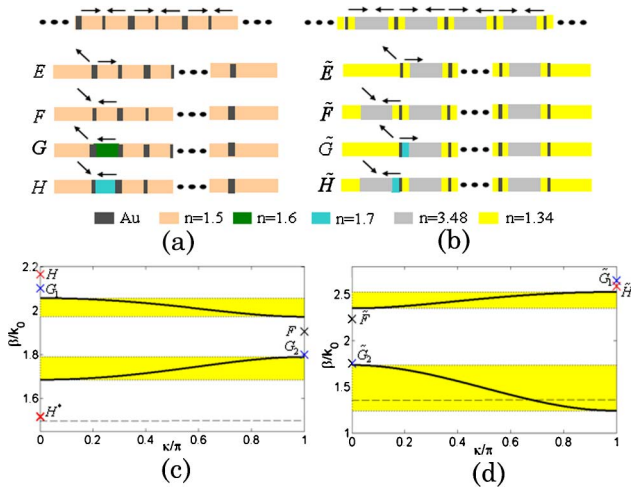 E
F
G
H
Ẽ
F̃
G̃
H̃
Au n=1.5 n=1.6 n=1.7 n=3.48 n=1.34
(a) (b)
2.2
2
1.8
1.6
β/k₀
H
G₁
F
G₂
H*
0 0.2 0.4 0.6 0.8 1
κ/π
(c)
2.5
2
1.5
1
β/k₀
G̃₁
H̃
F̃
G̃₂
0 0.2 0.4 0.6 0.8 1
κ/π
(d)